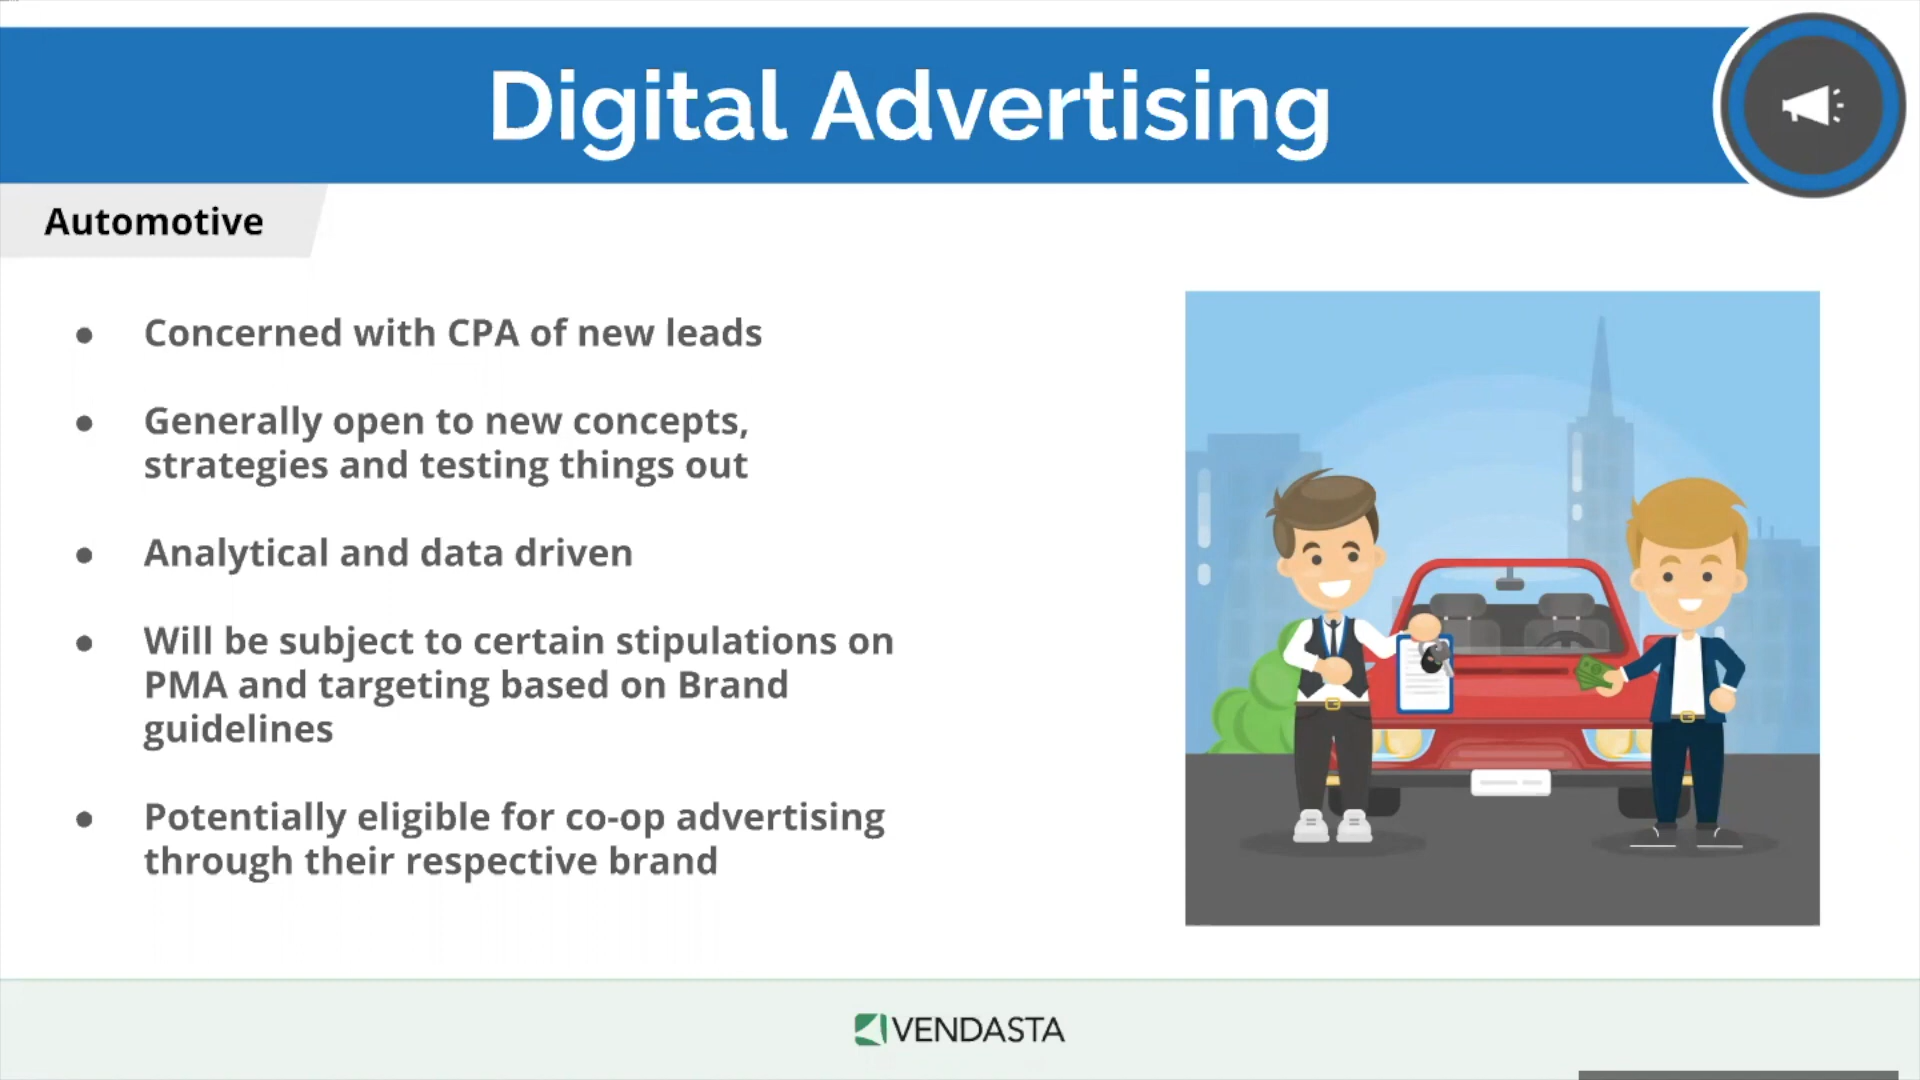 Digital Advertising
Automotive
● Concerned with CPA of new leads
● Generally open to new concepts,
strategies and testing things out
● Analytical and data driven
● Will be subject to certain stipulations on
PMA and targeting based on Brand
guidelines
● Potentially eligible for co-op advertising
through their respective brand
VENDASTA